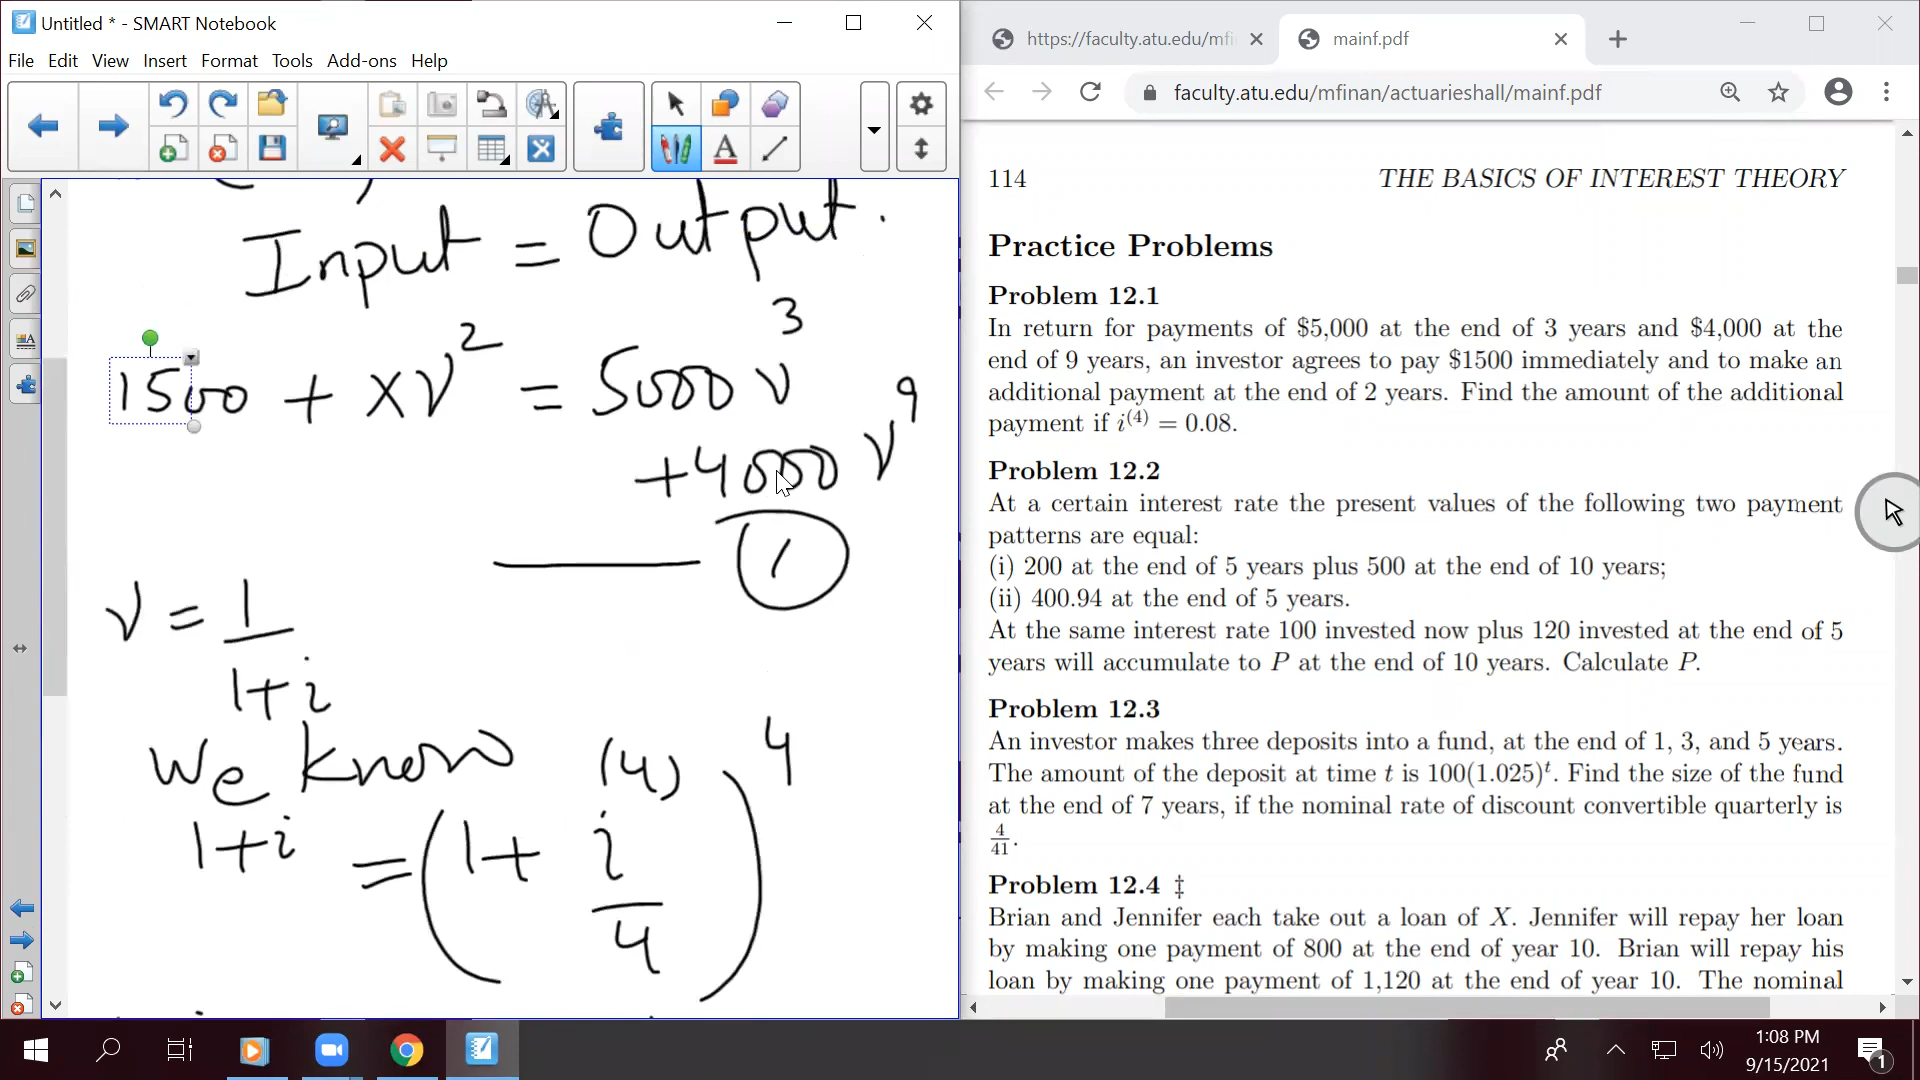 Untitled * - SMART Notebook
File Edit View Insert Format Tools Add-ons Help
Input = Output.
1500 + xv² = 5000 v³
+4000 v⁹
1
v = 1/1+i
We know
1+i = (1 + i⁽⁴⁾/4)⁴
https://faculty.atu.edu/mfi
mainf.pdf
faculty.atu.edu/mfinan/actuarieshall/mainf.pdf
114 THE BASICS OF INTEREST THEORY
Practice Problems
Problem 12.1
In return for payments of $5,000 at the end of 3 years and $4,000 at the
end of 9 years, an investor agrees to pay $1500 immediately and to make an
additional payment at the end of 2 years. Find the amount of the additional
payment if i⁽⁴⁾ = 0.08.
Problem 12.2
At a certain interest rate the present values of the following two payment
patterns are equal:
(i) 200 at the end of 5 years plus 500 at the end of 10 years;
(ii) 400.94 at the end of 5 years.
At the same interest rate 100 invested now plus 120 invested at the end of 5
years will accumulate to P at the end of 10 years. Calculate P.
Problem 12.3
An investor makes three deposits into a fund, at the end of 1, 3, and 5 years.
The amount of the deposit at time t is 100(1.025)ᵗ. Find the size of the fund
at the end of 7 years, if the nominal rate of discount convertible quarterly is
4/41.
Problem 12.4 ‡
Brian and Jennifer each take out a loan of X. Jennifer will repay her loan
by making one payment of 800 at the end of year 10. Brian will repay his
loan by making one payment of 1,120 at the end of year 10. The nominal
1:08 PM
9/15/2021
1